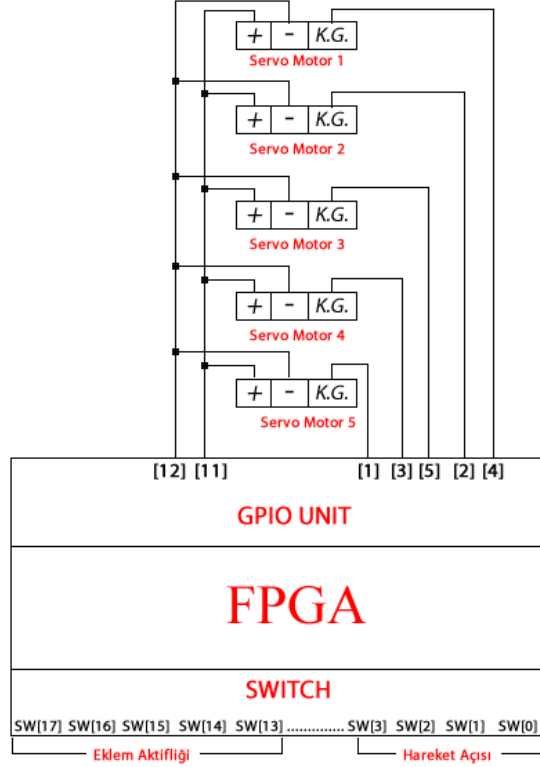 + - K.G.
Servo Motor 1
+ - K.G.
Servo Motor 2
+ - K.G.
Servo Motor 3
+ - K.G.
Servo Motor 4
+ - K.G.
Servo Motor 5
[12] [11] [1] [3] [5] [2] [4]
GPIO UNIT
FPGA
SWITCH
SW[17] SW[16] SW[15] SW[14] SW[13] .............. SW[3] SW[2] SW[1] SW[0]
Eklem Aktifliği Hareket Açısı